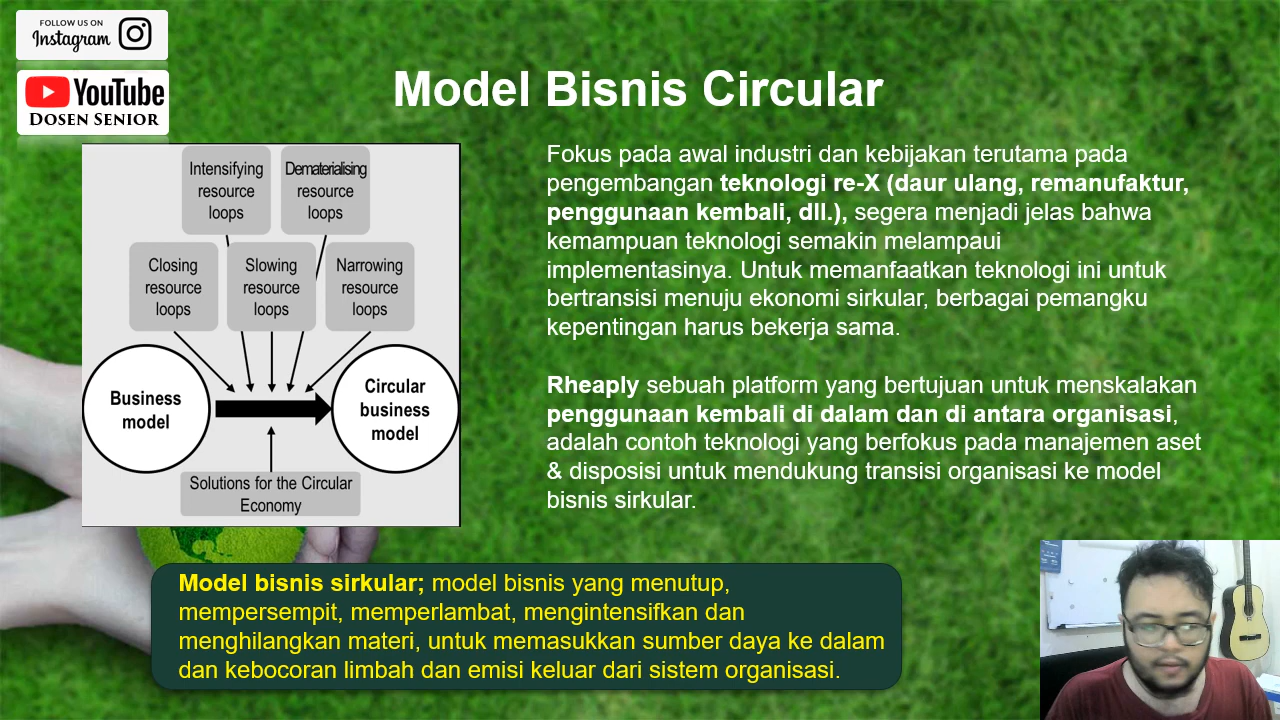 FOLLOW US ON
Instagram
YouTube
DOSEN SENIOR
Model Bisnis Circular
Intensifying
resource
loops
Dematerialising
resource
loops
Closing
resource
loops
Slowing
resource
loops
Narrowing
resource
loops
Business
model
Circular
business
model
Solutions for the Circular
Economy
Fokus pada awal industri dan kebijakan terutama pada
pengembangan teknologi re-X (daur ulang, remanufaktur,
penggunaan kembali, dll.), segera menjadi jelas bahwa
kemampuan teknologi semakin melampaui
implementasinya. Untuk memanfaatkan teknologi ini untuk
bertransisi menuju ekonomi sirkular, berbagai pemangku
kepentingan harus bekerja sama.
Rheaply sebuah platform yang bertujuan untuk menskalakan
penggunaan kembali di dalam dan di antara organisasi,
adalah contoh teknologi yang berfokus pada manajemen aset
& disposisi untuk mendukung transisi organisasi ke model
bisnis sirkular.
Model bisnis sirkular; model bisnis yang menutup,
mempersempit, memperlambat, mengintensifkan dan
menghilangkan materi, untuk memasukkan sumber daya ke dalam
dan kebocoran limbah dan emisi keluar dari sistem organisasi.